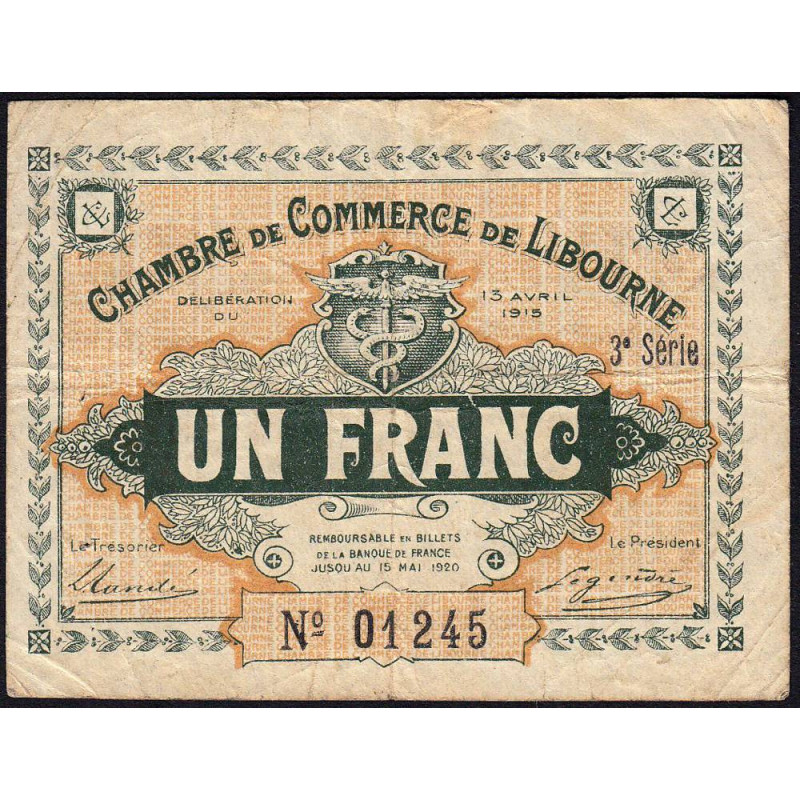 CHAMBRE DE COMMERCE DE LIBOURNE
DÉLIBÉRATION DU
13 AVRIL 1915
3e Série
UN FRANC
REMBOURSABLE EN BILLETS
DE LA BANQUE DE FRANCE
JUSQU'AU 15 MAI 1920
Le Trésorier
Le Président
Legendre
No 01245